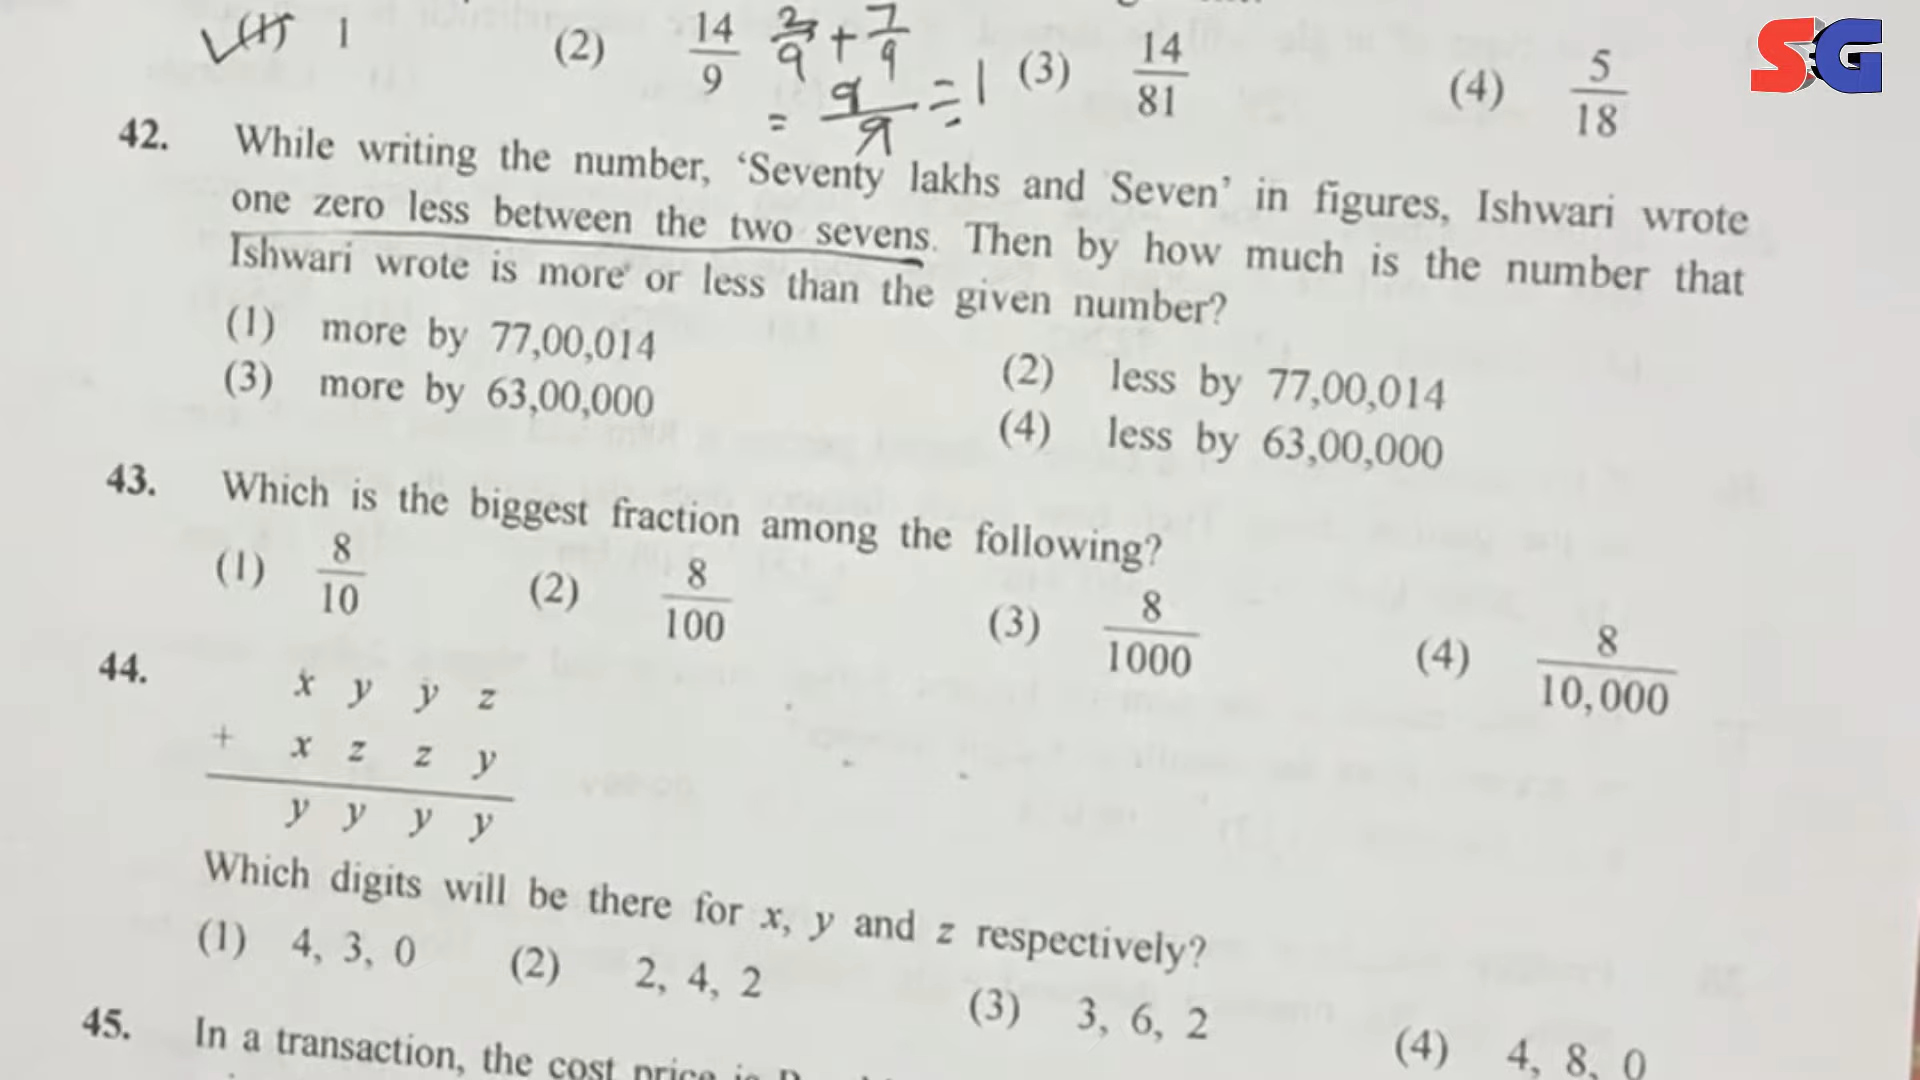 SG
(1) 1 (2) 14/9 2/9 + 7/9 (3) 14/81 (4) 5/18
= 9/9 = 1
42. While writing the number, ‘Seventy lakhs and Seven’ in figures, Ishwari wrote
one zero less between the two sevens. Then by how much is the number that
Ishwari wrote is more or less than the given number?
(1) more by 77,00,014 (2) less by 77,00,014
(3) more by 63,00,000 (4) less by 63,00,000
43. Which is the biggest fraction among the following?
(1) 8/10 (2) 8/100 (3) 8/1000 (4) 8/10,000
44. x y y z
+ x z z y
y y y y
Which digits will be there for x, y and z respectively?
(1) 4, 3, 0 (2) 2, 4, 2 (3) 3, 6, 2 (4) 4, 8, 0
45. In a transaction, the cost price is